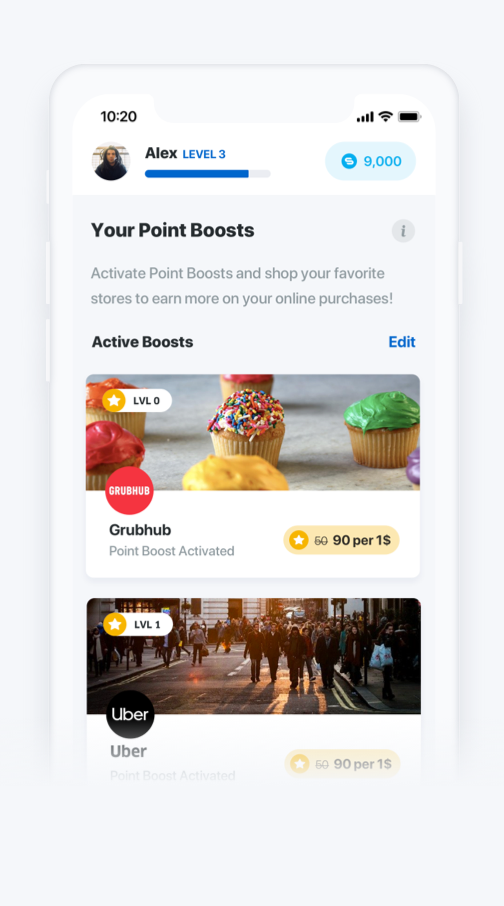 10:20
Alex LEVEL 3
9,000
Your Point Boosts
i
Activate Point Boosts and shop your favorite
stores to earn more on your online purchases!
Active Boosts
Edit
LVL 0
GRUBHUB
Grubhub
50 90 per 1$
Point Boost Activated
LVL 1
Uber
Uber
50 90 per 1$
Point Boost Activated